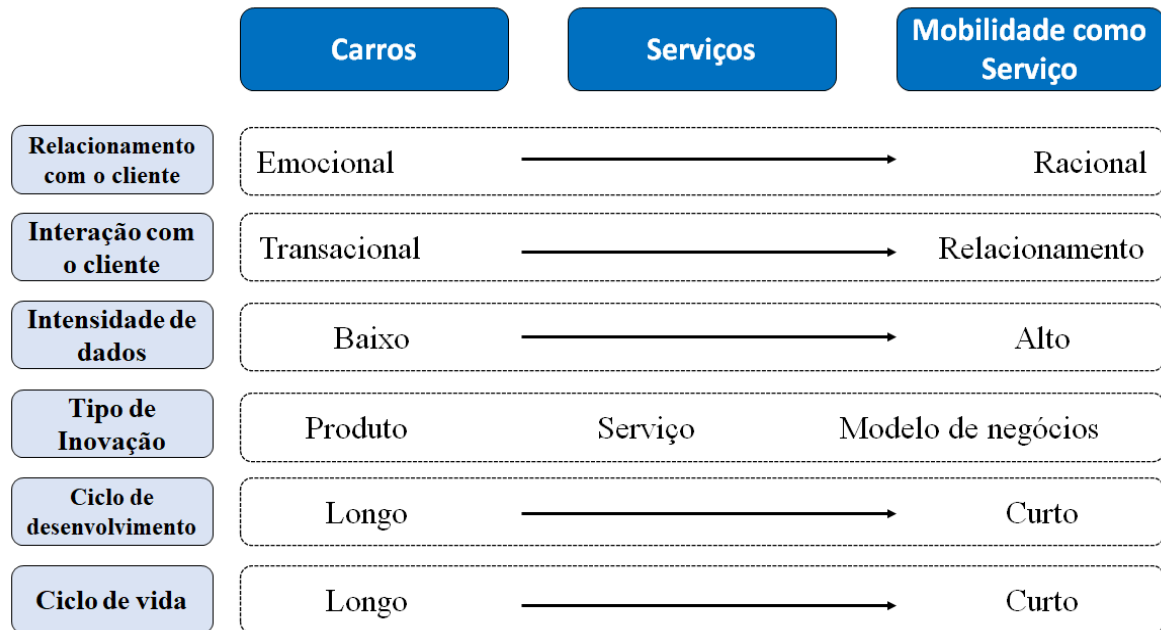 Carros
Serviços
Mobilidade como
Serviço
Relacionamento
com o cliente
Emocional
Racional
Interação com
o cliente
Transacional
Relacionamento
Intensidade de
dados
Baixo
Alto
Tipo de
Inovação
Produto
Serviço
Modelo de negócios
Ciclo de
desenvolvimento
Longo
Curto
Ciclo de vida
Longo
Curto